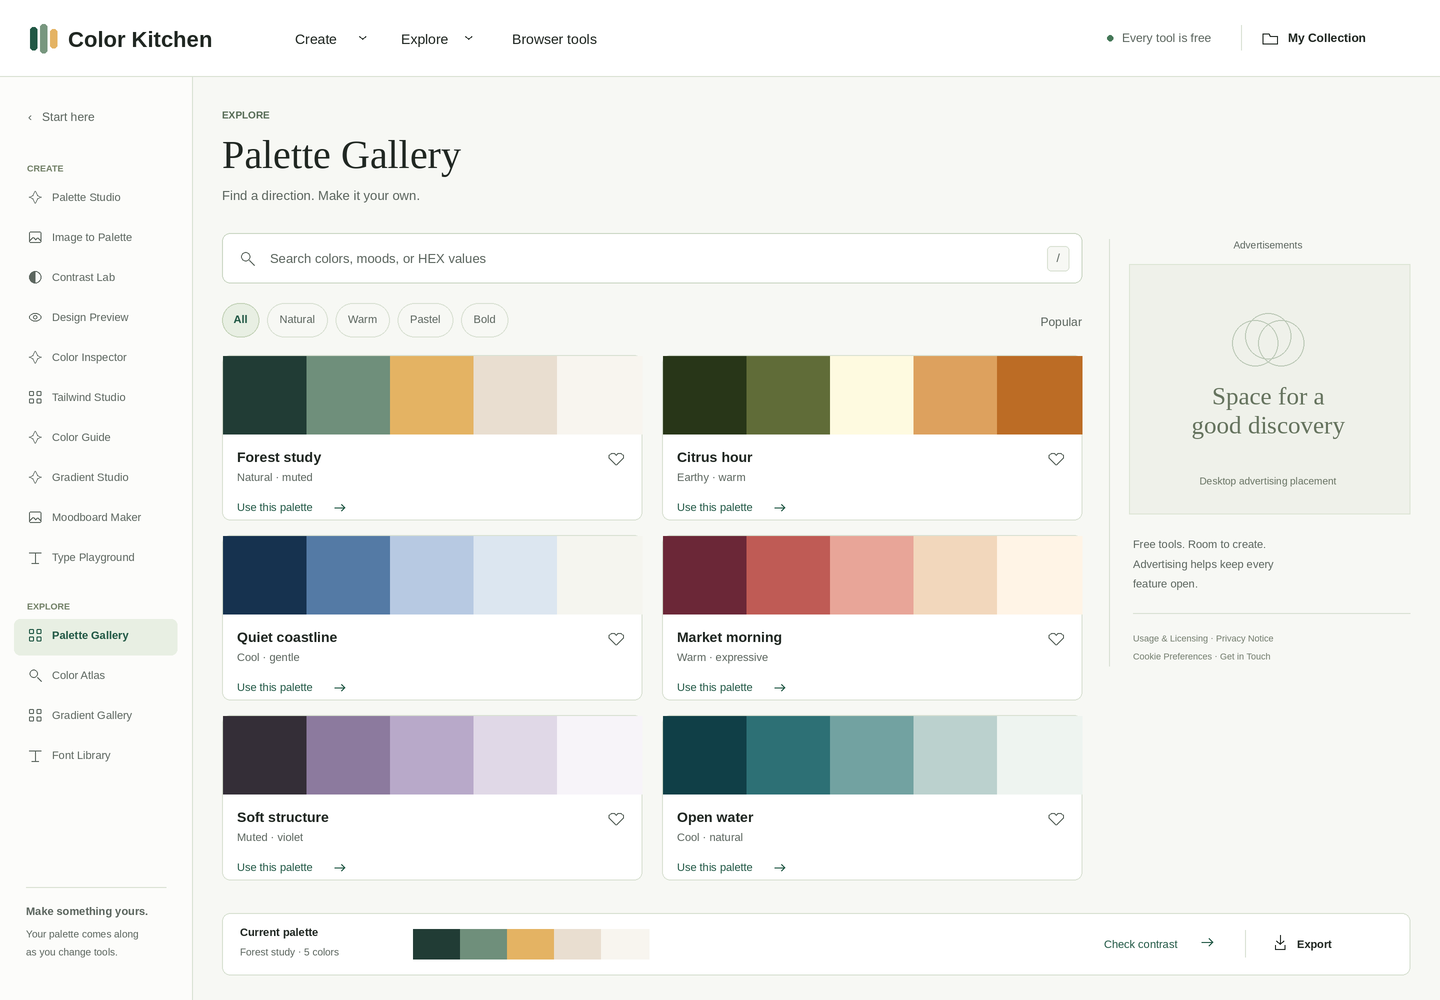 Color Kitchen
Create
Explore
Browser tools
Every tool is free
My Collection
‹ Start here
CREATE
Palette Studio
Image to Palette
Contrast Lab
Design Preview
Color Inspector
Tailwind Studio
Color Guide
Gradient Studio
Moodboard Maker
Type Playground
EXPLORE
Palette Gallery
Color Atlas
Gradient Gallery
Font Library
Make something yours.
Your palette comes along
as you change tools.
EXPLORE
Palette Gallery
Find a direction. Make it your own.
Search colors, moods, or HEX values
/
All
Natural
Warm
Pastel
Bold
Popular
Forest study
Natural · muted
Use this palette →
Citrus hour
Earthy · warm
Use this palette →
Quiet coastline
Cool · gentle
Use this palette →
Market morning
Warm · expressive
Use this palette →
Soft structure
Muted · violet
Use this palette →
Open water
Cool · natural
Use this palette →
Advertisements
Space for a
good discovery
Desktop advertising placement
Free tools. Room to create.
Advertising helps keep every
feature open.
Usage & Licensing · Privacy Notice
Cookie Preferences · Get in Touch
Current palette
Forest study · 5 colors
Check contrast →
Export